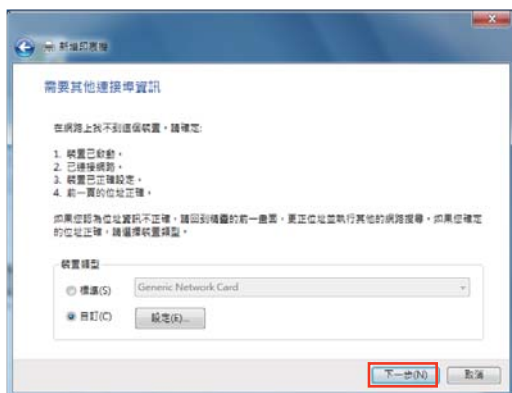 新增印表機
需要其他連接埠資訊
在網路上找不到這個裝置，請確定:
1. 裝置已啟動。
2. 已連接網路。
3. 裝置已正確設定。
4. 前一頁的位址正確。
如果您認為位址資訊不正確，請回到精靈的前一畫面，更正位址並執行其他的網路搜尋。如果您確定
的位址正確，請選擇裝置類型。
裝置類型
標準(S) Generic Network Card
自訂(C) 設定(E)...
下一步(N) 取消